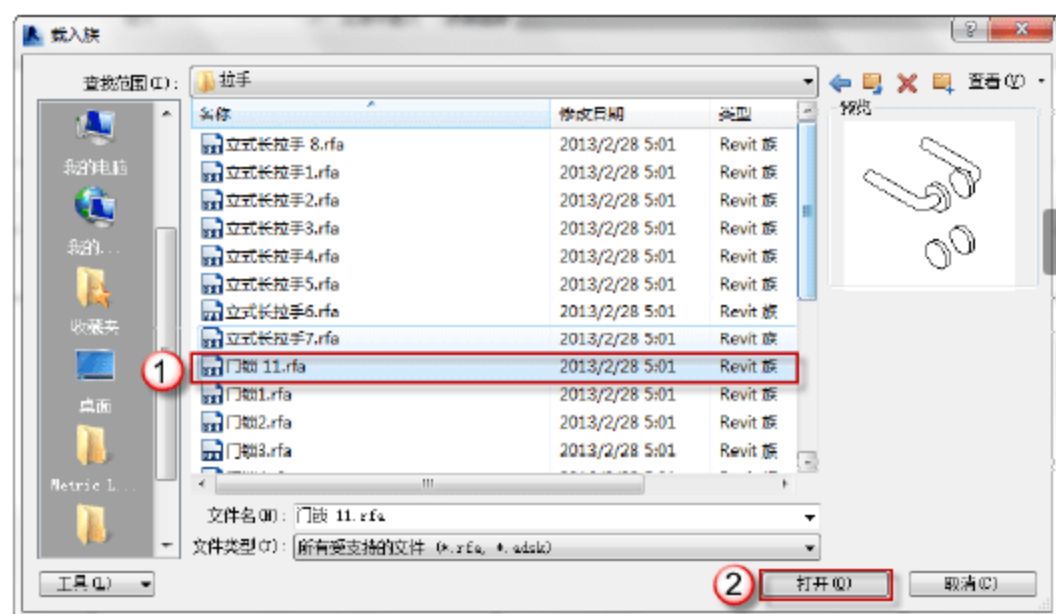 载入族
查找范围(I):
拉手
查看(V)
名称 修改日期 类型
预览
立式长拉手 8.rfa 2013/2/28 5:01 Revit 族
立式长拉手1.rfa 2013/2/28 5:01 Revit 族
立式长拉手2.rfa 2013/2/28 5:01 Revit 族
立式长拉手3.rfa 2013/2/28 5:01 Revit 族
立式长拉手4.rfa 2013/2/28 5:01 Revit 族
立式长拉手5.rfa 2013/2/28 5:01 Revit 族
立式长拉手6.rfa 2013/2/28 5:01 Revit 族
立式长拉手7.rfa 2013/2/28 5:01 Revit 族
① 门锁 11.rfa 2013/2/28 5:01 Revit 族
门锁1.rfa 2013/2/28 5:01 Revit 族
门锁2.rfa 2013/2/28 5:01 Revit 族
门锁3.rfa 2013/2/28 5:01 Revit 族
我的电脑
我的...
收藏夹
桌面
Metric L...
文件名(N): 门锁 11.rfa
文件类型(T): 所有受支持的文件 (*.rfa, *.adsk)
工具(L)
② 打开(O)
取消(C)